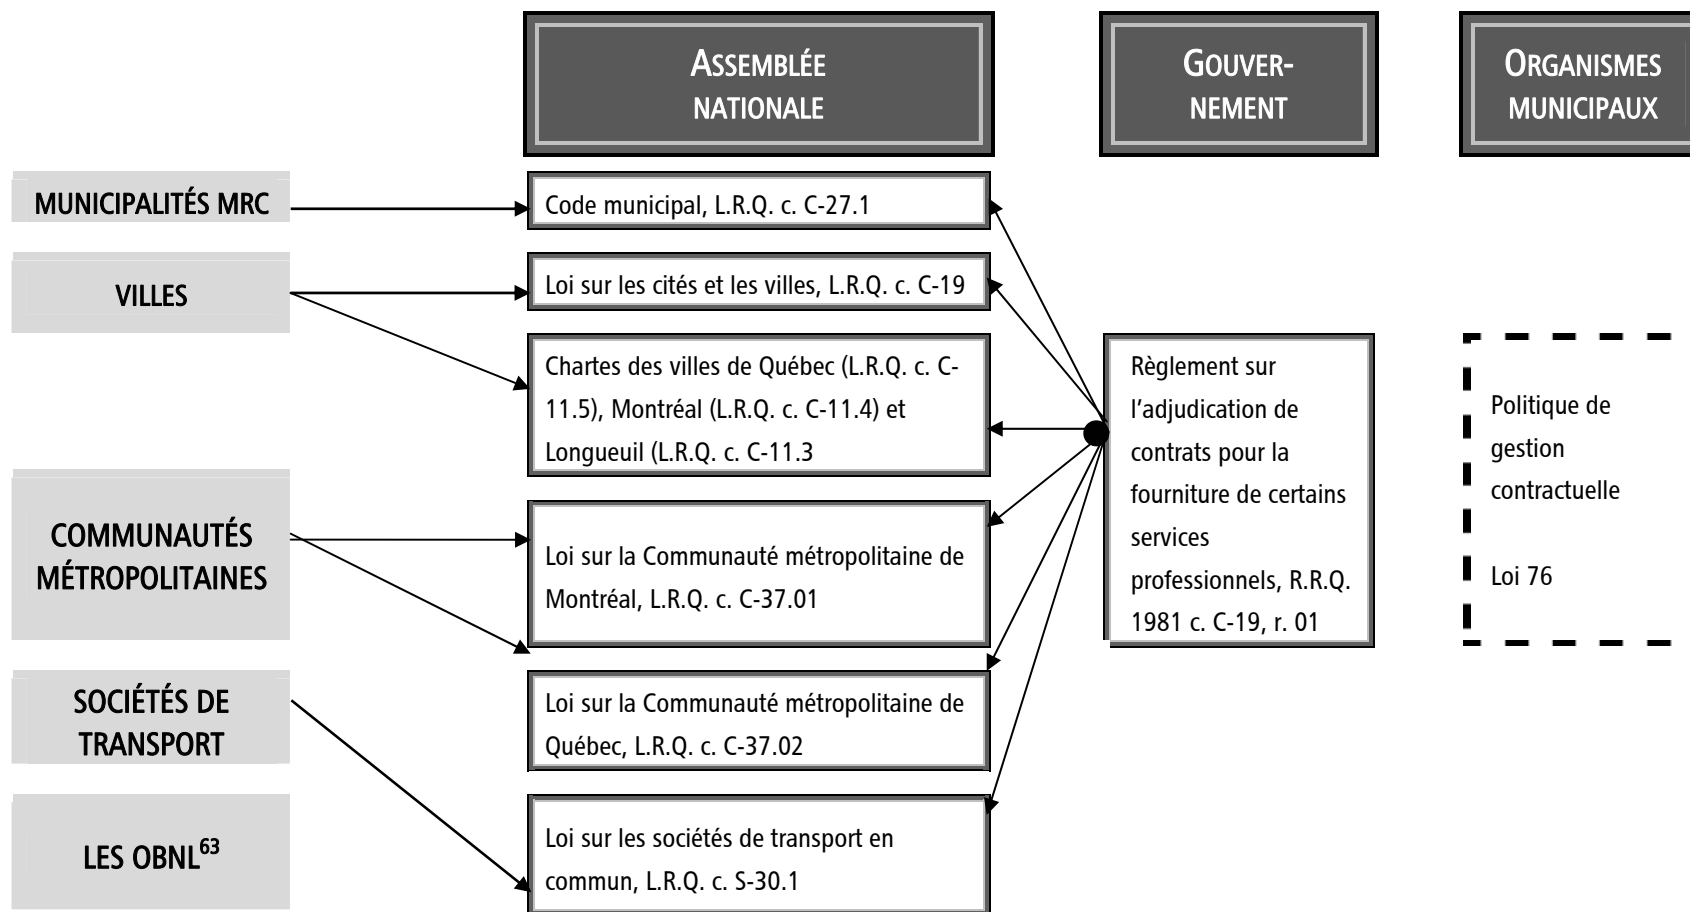 ASSEMBLÉE
NATIONALE
GOUVER-
NEMENT
ORGANISMES
MUNICIPAUX
MUNICIPALITÉS MRC
VILLES
COMMUNAUTÉS
MÉTROPOLITAINES
SOCIÉTÉS DE
TRANSPORT
LES OBNL63
Code municipal, L.R.Q. c. C-27.1
Loi sur les cités et les villes, L.R.Q. c. C-19
Chartes des villes de Québec (L.R.Q. c. C-
11.5), Montréal (L.R.Q. c. C-11.4) et
Longueuil (L.R.Q. c. C-11.3
Loi sur la Communauté métropolitaine de
Montréal, L.R.Q. c. C-37.01
Loi sur la Communauté métropolitaine de
Québec, L.R.Q. c. C-37.02
Loi sur les sociétés de transport en
commun, L.R.Q. c. S-30.1
Règlement sur
l’adjudication de
contrats pour la
fourniture de certains
services
professionnels, R.R.Q.
1981 c. C-19, r. 01
Politique de
gestion
contractuelle
Loi 76